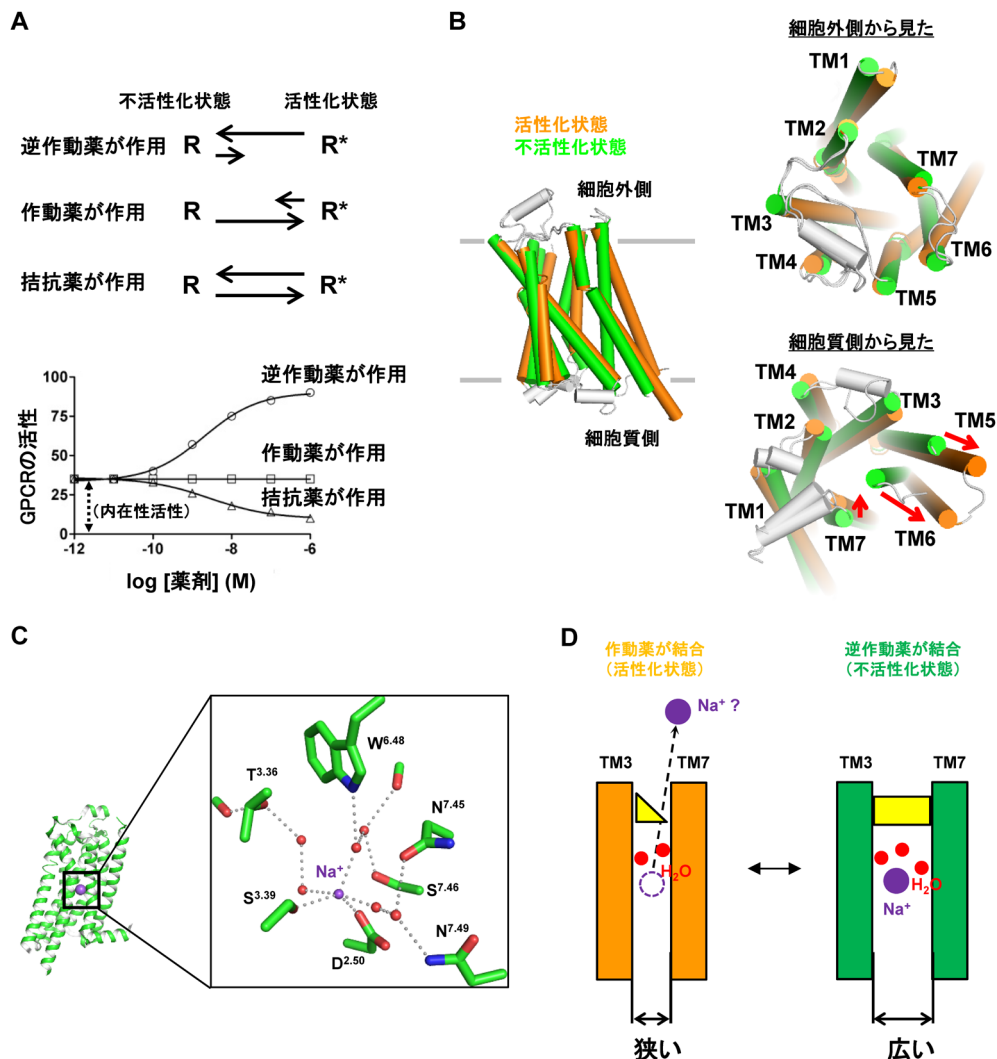 A
不活性化状態 活性化状態
逆作動薬が作用 R R*
作動薬が作用 R R*
拮抗薬が作用 R R*
GPCRの活性
100
75
50
25
0
逆作動薬が作用
作動薬が作用
拮抗薬が作用
(内在性活性)
-12 -10 -8 -6
log [薬剤] (M)
B
活性化状態
不活性化状態
細胞外側
細胞質側
細胞外側から見た
TM1
TM2
TM7
TM3
TM4
TM6
TM5
細胞質側から見た
TM4
TM3
TM5
TM2
TM1
TM7
TM6
C
W6.48
T3.36
N7.45
Na+
S7.46
S3.39
N7.49
D2.50
D
作動薬が結合
(活性化状態)
Na+ ?
TM3 TM7
H2O
狭い
逆作動薬が結合
(不活性化状態)
TM3 TM7
H2O
Na+
広い